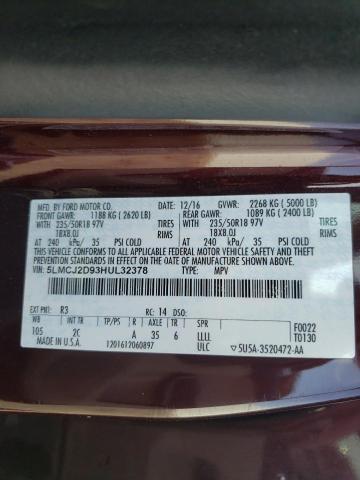 MFD. BY FORD MOTOR CO. 12/16 GVWR: 2268 KG ( 5000 LB)
FRONT GAWR: 1188 KG ( 2620 LB) REAR GAWR: 1089 KG ( 2400 LB)
235/50R18 97V TIRES 235/50R18 97V TIRES
18X8.0J RIMS 18X8.0J RIMS
AT 240 kPa/ 35 PSI COLD AT 240 kPa/ 35 PSI COLD
THIS VEHICLE CONFORMS TO ALL APPLICABLE FEDERAL MOTOR VEHICLE
SAFETY AND THEFT PREVENTION STANDARDS IN EFFECT ON THE DATE OF MANUFACTURE SHOWN ABOVE.
VIN: 5LMCJ2D93HUL32378 TYPE: MPV
EXT PNT: R3 RC: 14 DSO:
WB INT TR TP/PS R AXLE TR SPR F0022
105 2C A 35 6 LLLL T0130
MADE IN U.S.A. 1201612060897 ULC 5U5A-3520472-AA